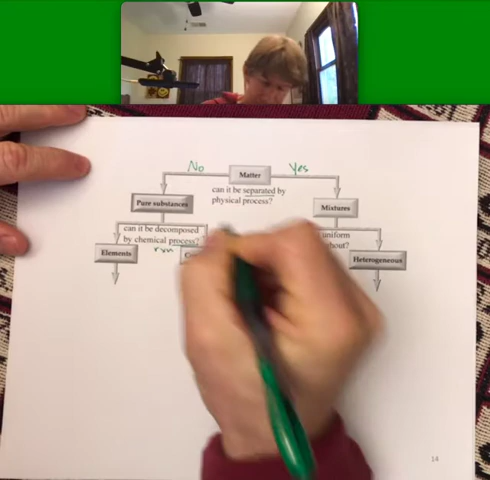 No
Matter
Yes
can it be separated by
physical process?
Pure substances
Mixtures
can it be decomposed
by chemical process?
rxn
uniform
Elements
Heterogeneous
14